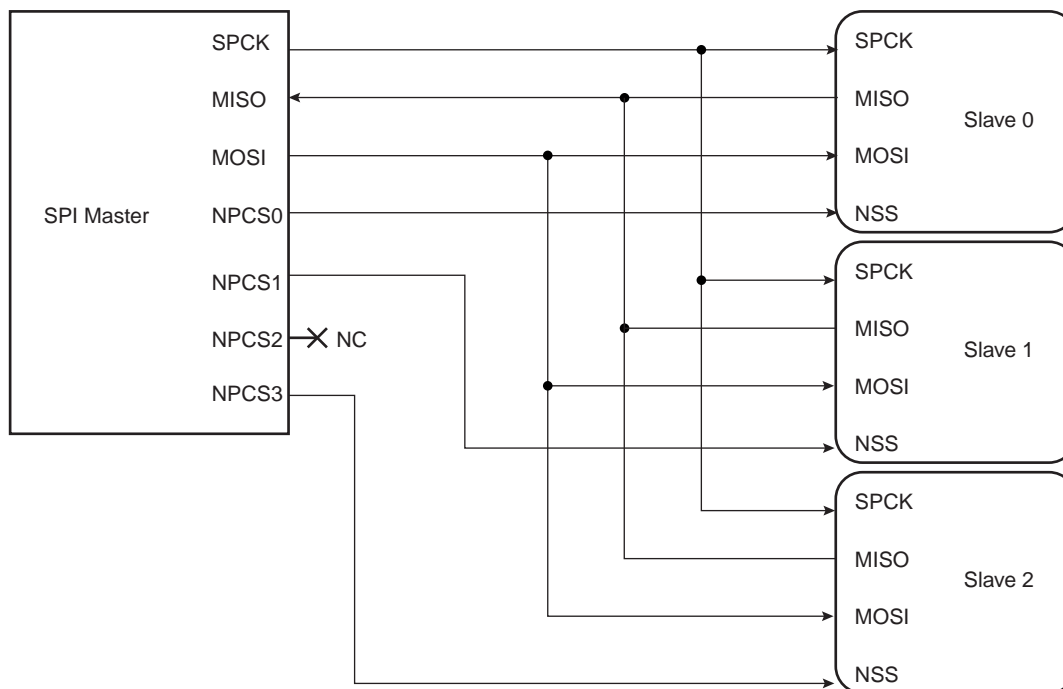 SPI Master
SPCK
MISO
MOSI
NPCS0
NPCS1
NPCS2
NC
NPCS3
SPCK
MISO
Slave 0
MOSI
NSS
SPCK
MISO
Slave 1
MOSI
NSS
SPCK
MISO
Slave 2
MOSI
NSS